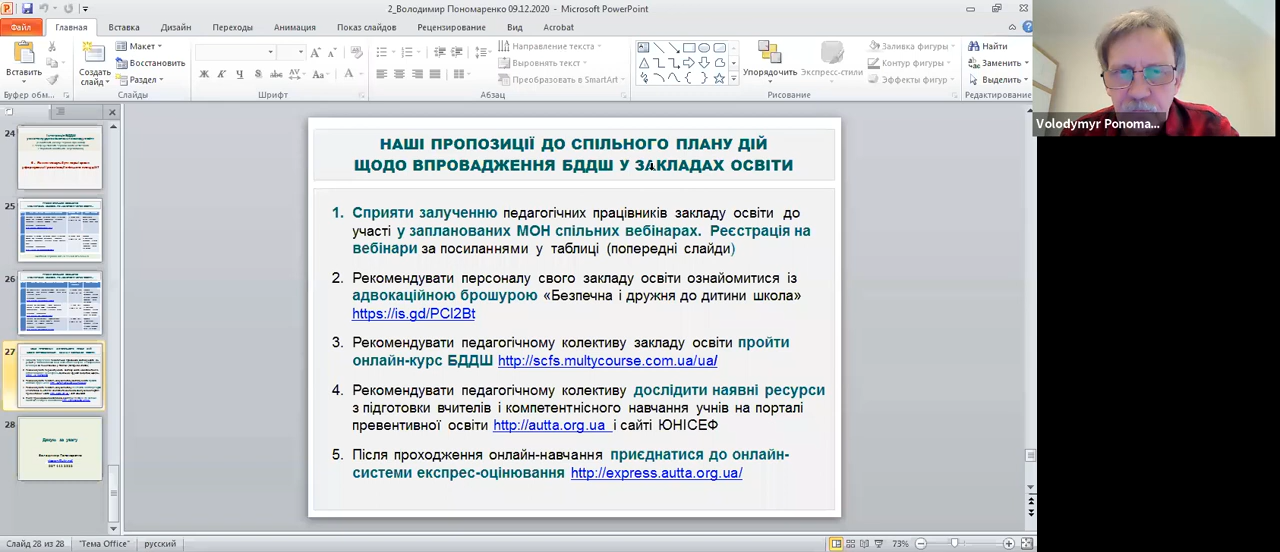 2_Володимир Пономаренко 09.12.2020 - Microsoft PowerPoint
Файл Главная Вставка Дизайн Переходы Анимация Показ слайдов Рецензирование Вид Acrobat
Вставить
Буфер обм...
Создать слайд
Макет
Восстановить
Раздел
Слайды
Ж К Ч S abc AV Aa A
Шрифт
Направление текста
Выровнять текст
Преобразовать в SmartArt
Абзац
Упорядочить
Экспресс-стили
Заливка фигуры
Контур фигуры
Эффекты фигур
Рисование
Найти
Заменить
Выделить
Редактирование
Volodymyr Ponoma...
24
25
26
27
28
НАШІ ПРОПОЗИЦІЇ ДО СПІЛЬНОГО ПЛАНУ ДІЙ
ЩОДО ВПРОВАДЖЕННЯ БДДШ У ЗАКЛАДАХ ОСВІТИ
1. Сприяти залученню педагогічних працівників закладу освіти до
участі у запланованих МОН спільних вебінарах. Реєстрація на
вебінари за посиланнями у таблиці (попередні слайди)
2. Рекомендувати персоналу свого закладу освіти ознайомитися із
адвокаційною брошурою «Безпечна і дружня до дитини школа»
https://is.gd/PCl2Bt
3. Рекомендувати педагогічному колективу закладу освіти пройти
онлайн-курс БДДШ http://scfs.multycourse.com.ua/ua/
4. Рекомендувати педагогічному колективу дослідити наявні ресурси
з підготовки вчителів і компетентнісного навчання учнів на порталі
превентивної освіти http://autta.org.ua і сайті ЮНІСЕФ
5. Після проходження онлайн-навчання приєднатися до онлайн-
системи експрес-оцінювання http://express.autta.org.ua/
Слайд 28 из 28 "Тема Office" русский 73%